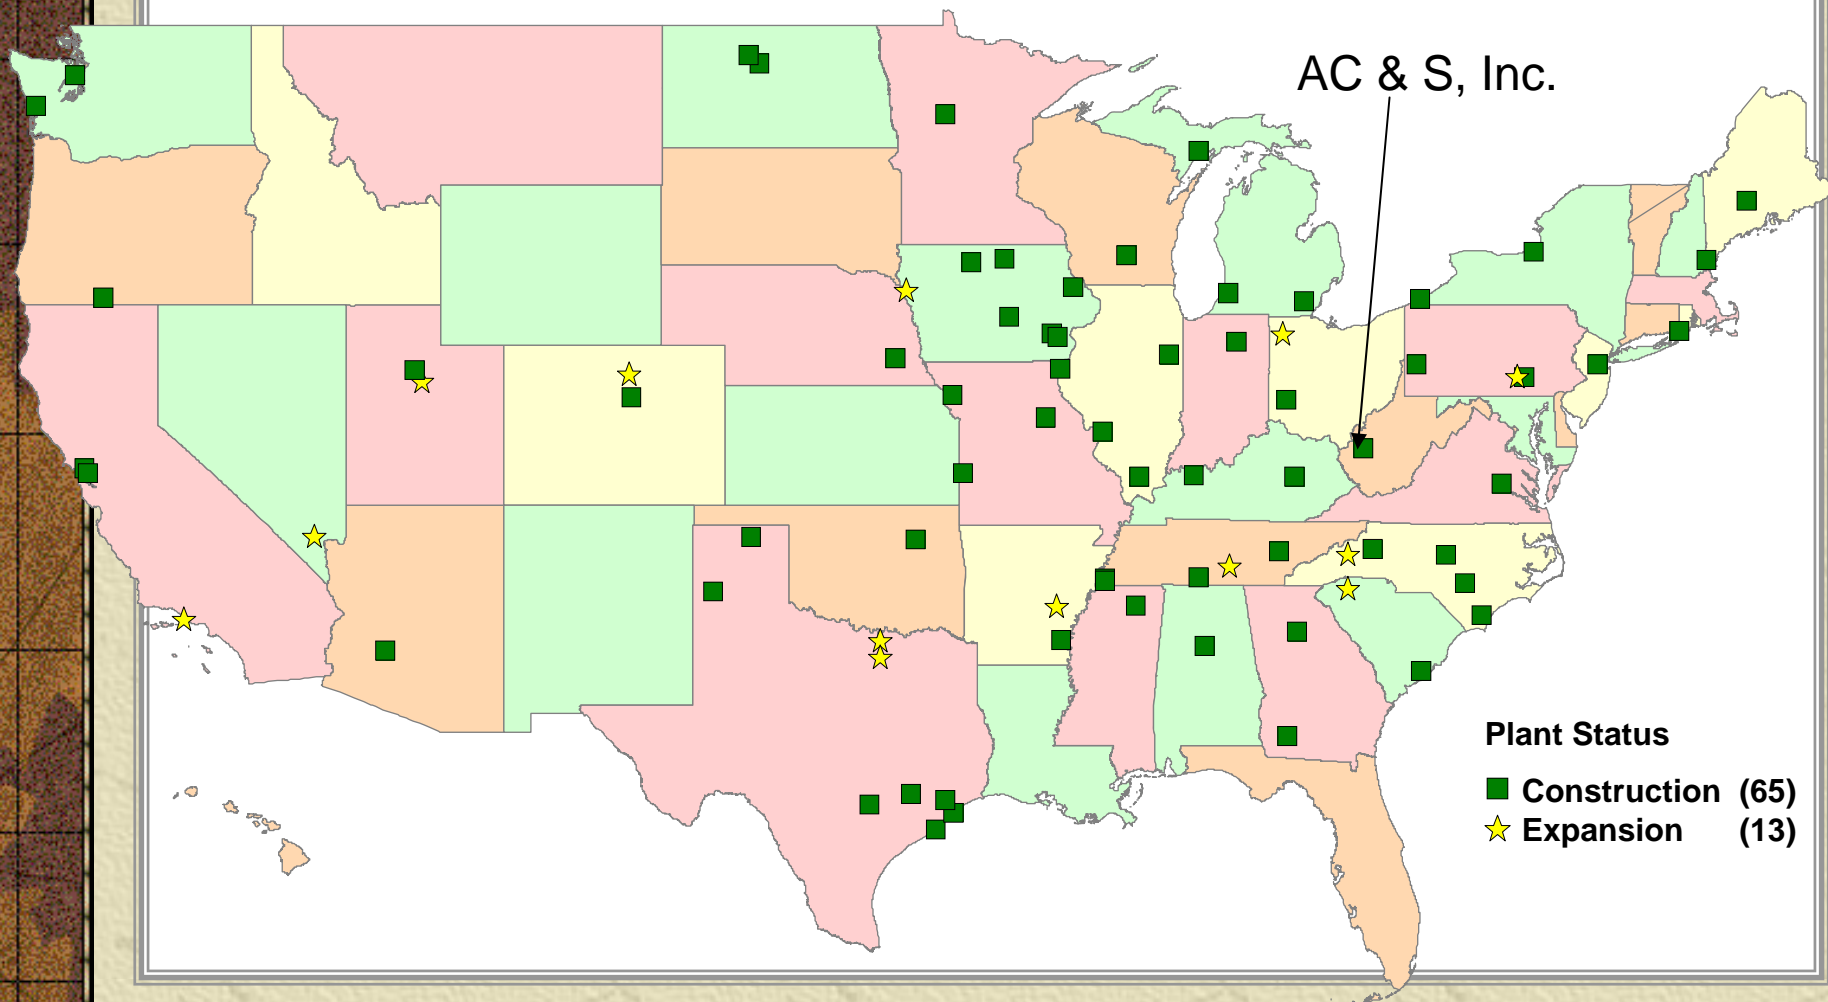 AC & S, Inc.
Plant Status
Construction (65)
Expansion (13)